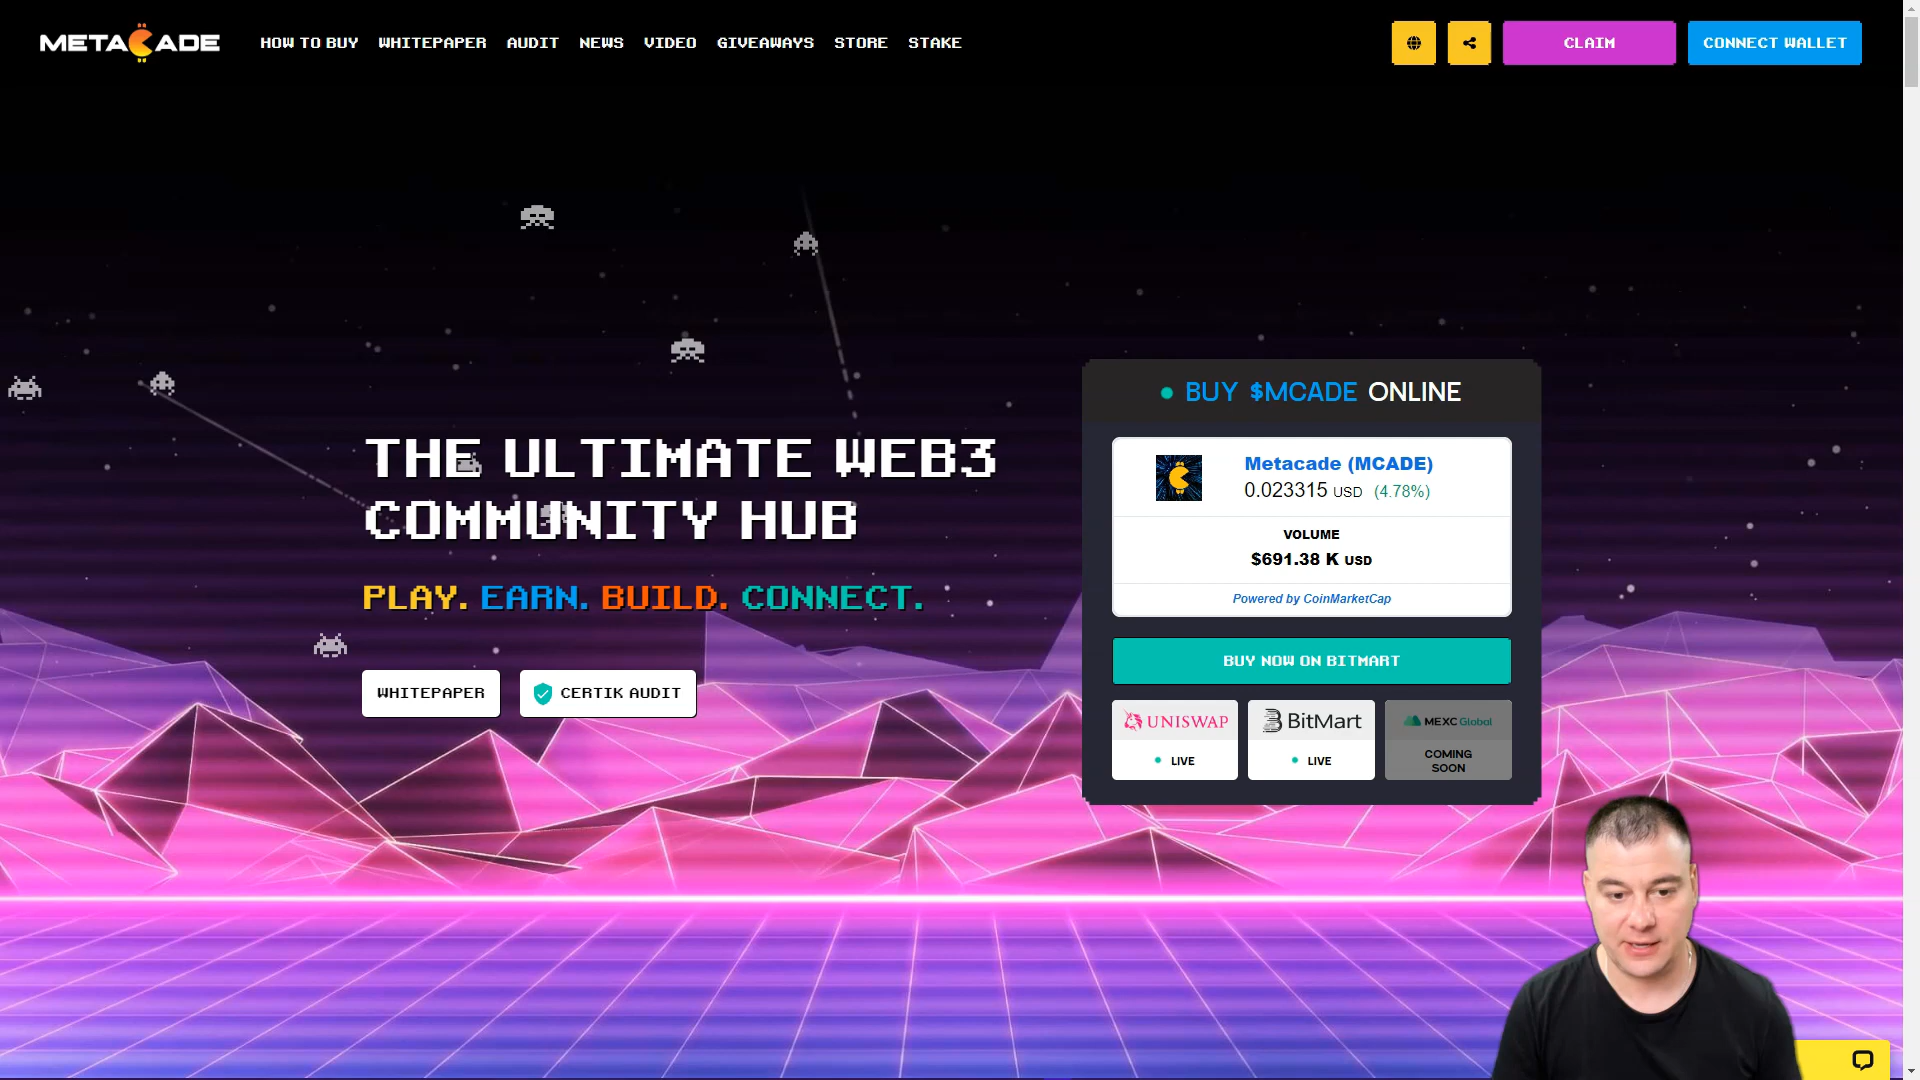 METACADE
HOW TO BUY WHITEPAPER AUDIT NEWS VIDEO GIVEAWAYS STORE STAKE
CLAIM
CONNECT WALLET
THE ULTIMATE WEB3
COMMUNITY HUB
PLAY. EARN. BUILD. CONNECT.
WHITEPAPER
CERTIK AUDIT
BUY $MCADE ONLINE
Metacade (MCADE)
0.023315 USD (4.78%)
VOLUME
$691.38 K USD
Powered by CoinMarketCap
BUY NOW ON BITMART
UNISWAP
LIVE
BitMart
LIVE
MEXC Global
COMING
SOON